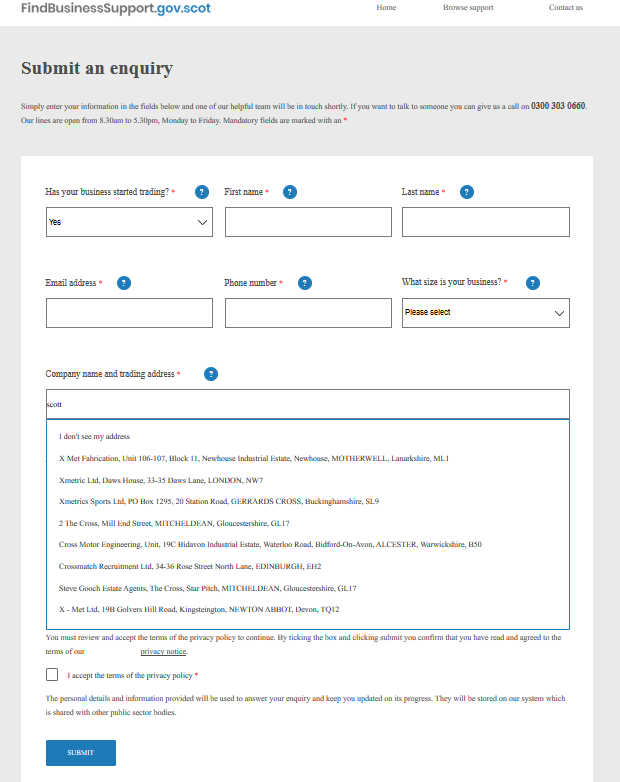 FindBusinessSupport.gov.scot
Home Browse support Contact us
Submit an enquiry
Simply enter your information in the fields below and one of our helpful team will be in touch shortly. If you want to talk to someone you can give us a call on 0300 303 0660.
Our lines are open from 8.30am to 5.30pm, Monday to Friday. Mandatory fields are marked with an *
Has your business started trading? * ? First name * ? Last name * ?
Yes
Email address * ? Phone number * ? What size is your business? * ?
Please select
Company name and trading address * ?
scott
I don't see my address
X Met Fabrication, Unit 106-107, Block 11, Newhouse Industrial Estate, Newhouse, MOTHERWELL, Lanarkshire, ML1
Xmetric Ltd, Daws House, 33-35 Daws Lane, LONDON, NW7
Xmetrics Sports Ltd, PO Box 1295, 20 Station Road, GERRARDS CROSS, Buckinghamshire, SL9
2 The Cross, Mill End Street, MITCHELDEAN, Gloucestershire, GL17
Cross Motor Engineering, Unit, 19C Bidavon Industrial Estate, Waterloo Road, Bidford-On-Avon, ALCESTER, Warwickshire, B50
Crossmatch Recruitment Ltd, 34-36 Rose Street North Lane, EDINBURGH, EH2
Steve Gooch Estate Agents, The Cross, Star Pitch, MITCHELDEAN, Gloucestershire, GL17
X - Met Ltd, 19B Golvers Hill Road, Kingsteington, NEWTON ABBOT, Devon, TQ12
You must review and accept the terms of the privacy policy to continue. By ticking the box and clicking submit you confirm that you have read and agreed to the
terms of our privacy notice.
I accept the terms of the privacy policy *
The personal details and information provided will be used to answer your enquiry and keep you updated on its progress. They will be stored on our system which
is shared with other public sector bodies.
SUBMIT